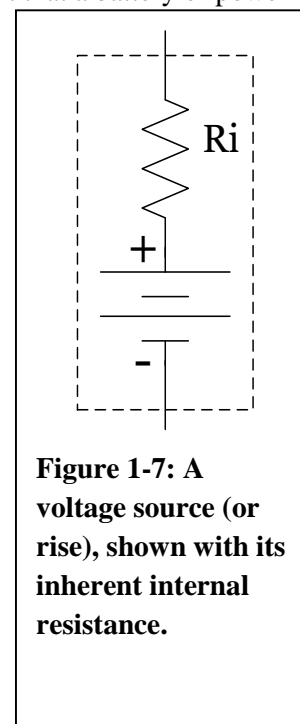 Ri
+
-
Figure 1-7: A
voltage source (or
rise), shown with its
inherent internal
resistance.